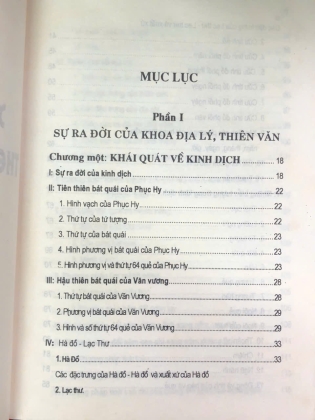 MỤC LỤC
Phần I
SỰ RA ĐỜI CỦA KHOA ĐỊA LÝ, THIÊN VĂN
Chương một: KHÁI QUÁT VỀ KINH DỊCH 18
I: Sự ra đời của kinh dịch 18
II: Tiên thiên bát quái của Phục Hy 22
1. Hình vạch của Phục Hy 22
2. Thứ tự của tứ tượng 23
3. Thứ tự của bát quái 23
4. Hình phương vị bát quái của Phục Hy 23
5. Hình phương vị và thứ tự 64 quẻ của Phục Hy 23
III: Hậu thiên bát quái của Văn vương 28
1. Thứ tự bát quái của Văn Vương 28
2. Phương vị bát quái của Văn Vương 29
3. Hình và số thứ tự 64 quẻ của Văn Vương 29
IV: Hà đồ - Lạc Thư 33
1. Hà Đồ 33
Các đặc trưng của Hà đồ - Hà Đồ và xuất xứ của Hà đồ
2. Lạc thư.